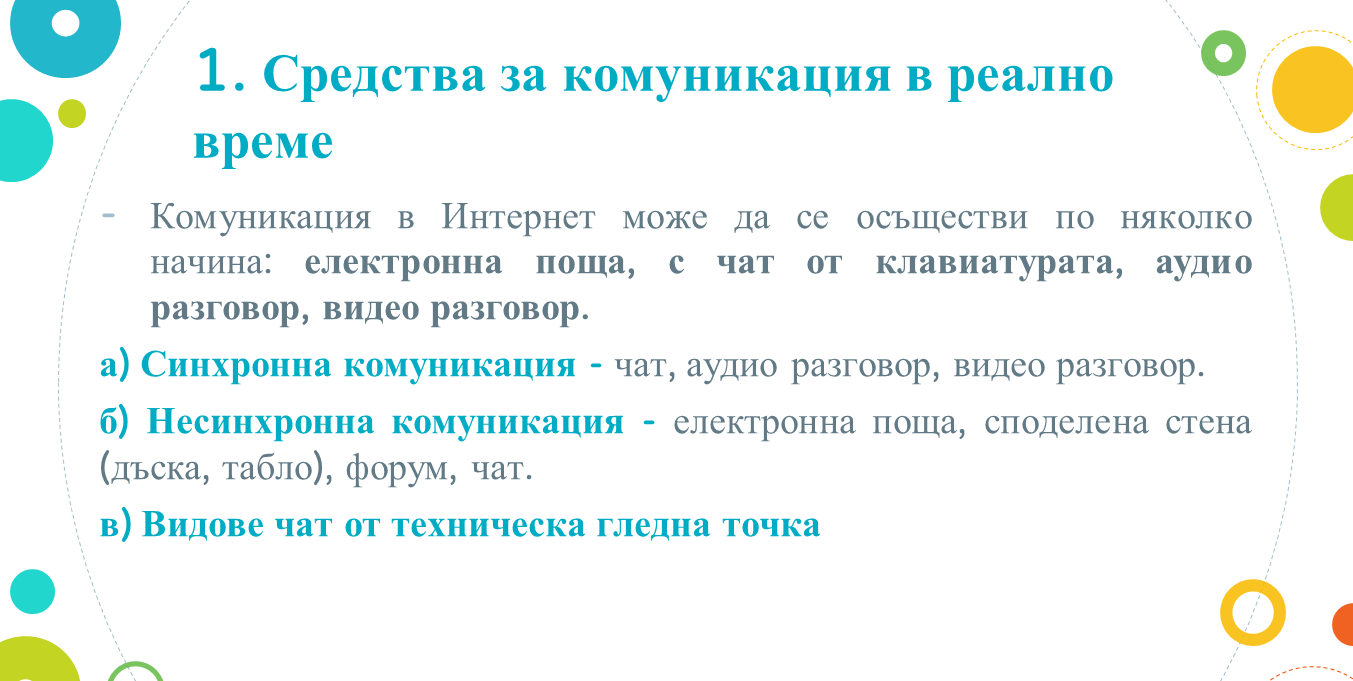 1. Средства за комуникация в реално
време
- Комуникация в Интернет може да се осъществи по няколко
начина: електронна поща, с чат от клавиатурата, аудио
разговор, видео разговор.
а) Синхронна комуникация - чат, аудио разговор, видео разговор.
б) Несинхронна комуникация - електронна поща, споделена стена
(дъска, табло), форум, чат.
в) Видове чат от техническа гледна точка